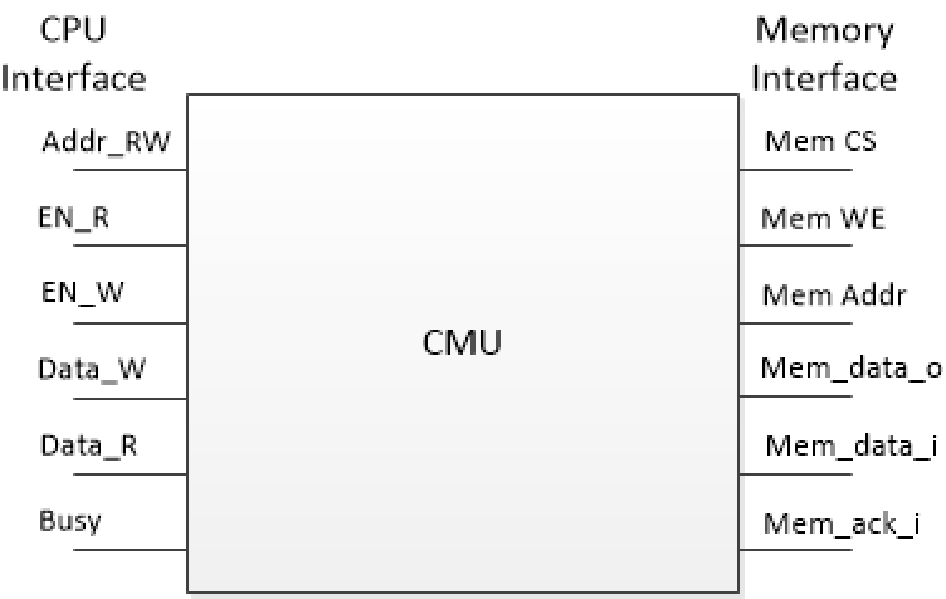 CPU
Interface
Memory
Interface
Addr_RW
EN_R
EN_W
Data_W
Data_R
Busy
CMU
Mem CS
Mem WE
Mem Addr
Mem_data_o
Mem_data_i
Mem_ack_i